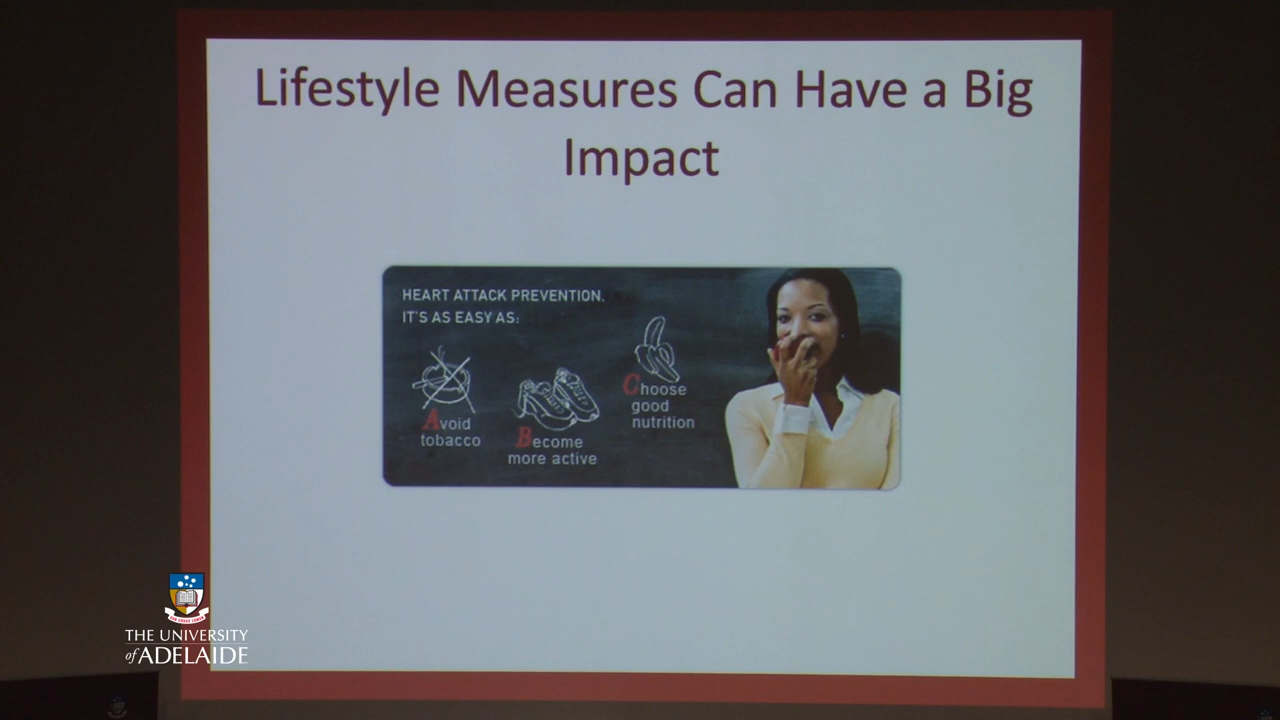 Lifestyle Measures Can Have a Big
Impact
HEART ATTACK PREVENTION.
IT'S AS EASY AS:
Avoid
tobacco
Become
more active
Choose
good
nutrition
THE UNIVERSITY
of ADELAIDE